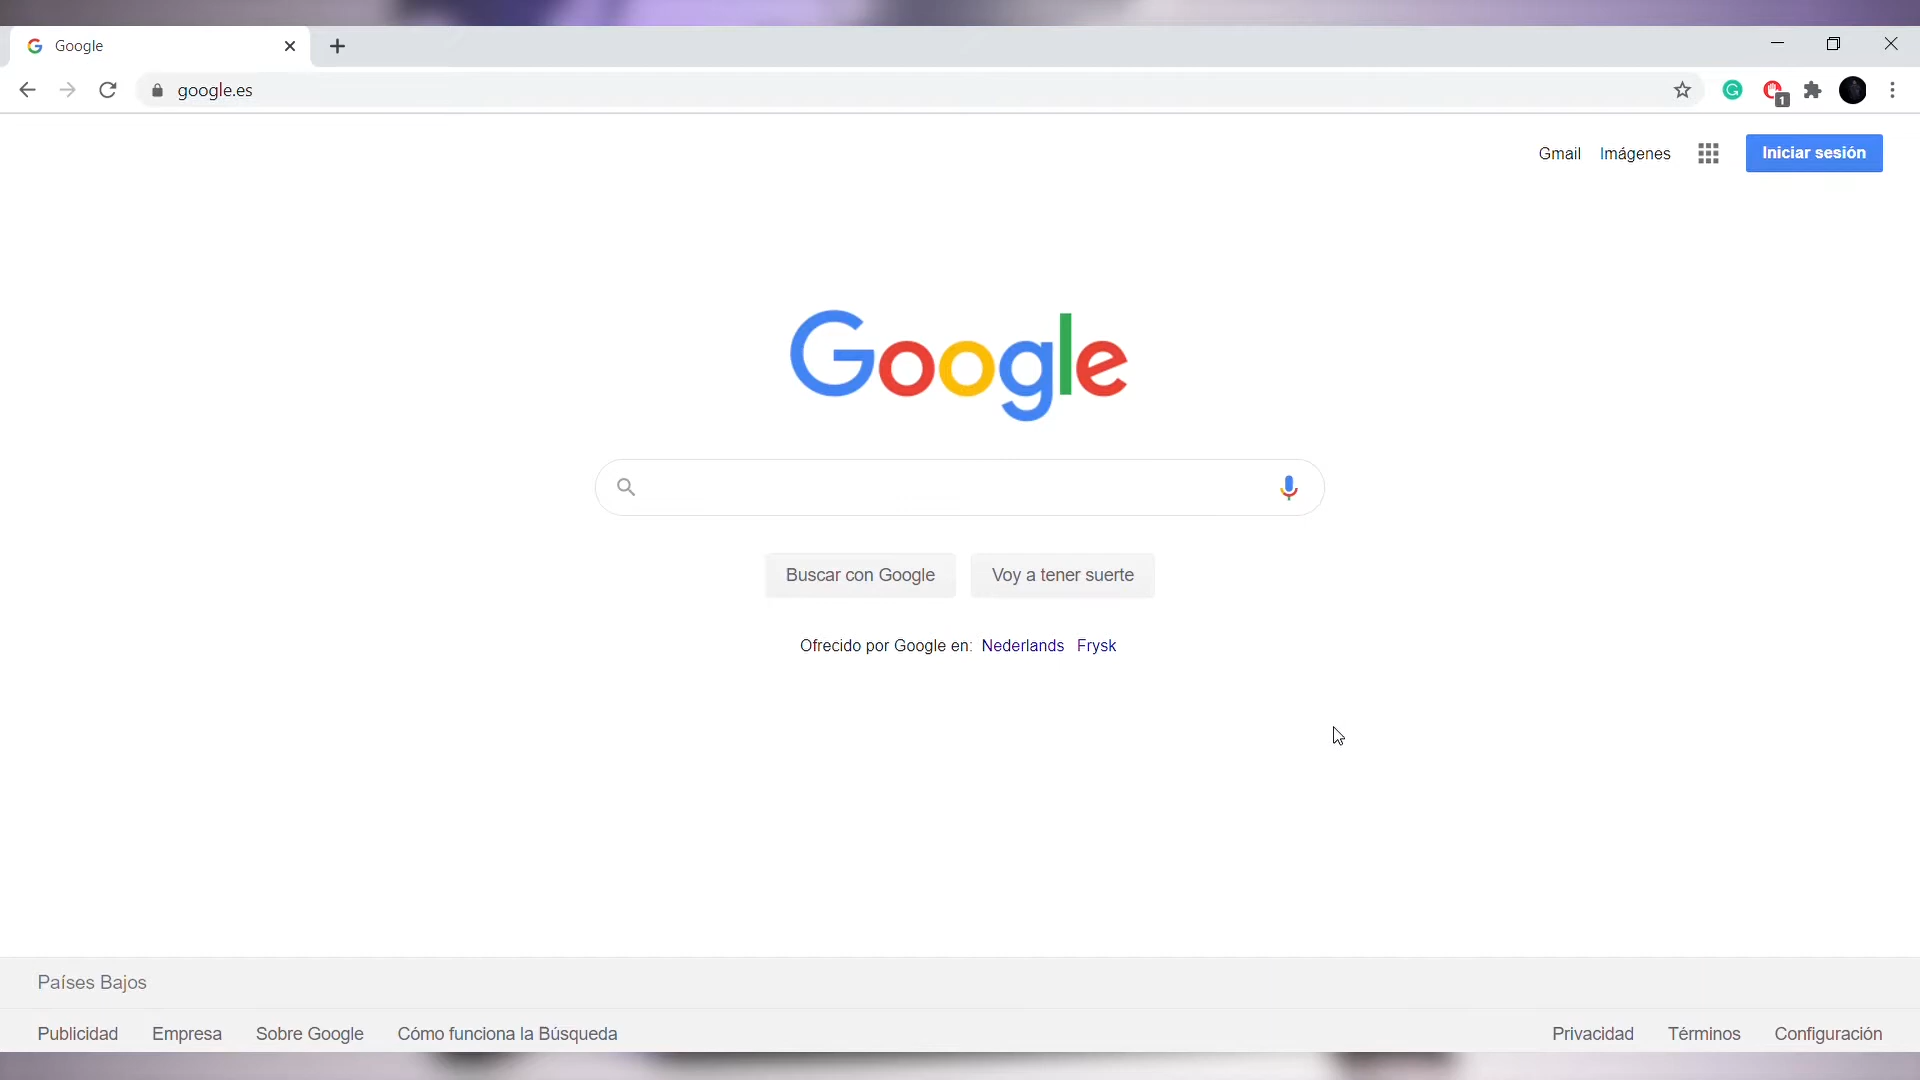 Google
google.es
1
Gmail Imágenes Iniciar sesión
Google
Buscar con Google Voy a tener suerte
Ofrecido por Google en: Nederlands Frysk
Países Bajos
Publicidad Empresa Sobre Google Cómo funciona la Búsqueda Privacidad Términos Configuración